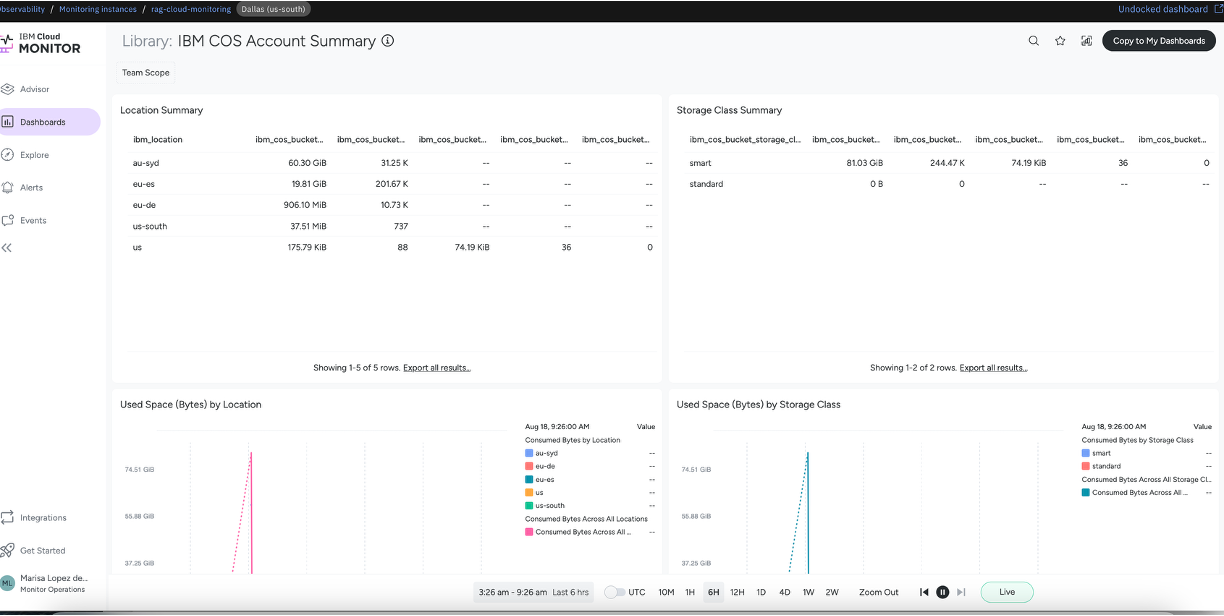 bservability / Monitoring instances / rag-cloud-monitoring Dallas (us-south) Undocked dashboard
IBM Cloud
MONITOR
Library: IBM COS Account Summary
Copy to My Dashboards
Team Scope
Advisor
Dashboards
Explore
Alerts
Events
Location Summary
ibm_location ibm_cos_bucket... ibm_cos_bucket... ibm_cos_bucket... ibm_cos_bucket... ibm_cos_bucket...
au-syd 60.30 GiB 31.25 K -- -- --
eu-es 19.81 GiB 201.67 K -- -- --
eu-de 906.10 MiB 10.73 K -- -- --
us-south 37.51 MiB 737 -- -- --
us 175.79 KiB 88 74.19 KiB 36 0
Showing 1-5 of 5 rows. Export all results...
Storage Class Summary
ibm_cos_bucket_storage_cl... ibm_cos_bucket... ibm_cos_bucket... ibm_cos_bucket... ibm_cos_bucket... ibm_cos_bucket...
smart 81.03 GiB 244.47 K 74.19 KiB 36 0
standard 0 B 0 -- -- --
Showing 1-2 of 2 rows. Export all results...
Used Space (Bytes) by Location
74.51 GiB
55.88 GiB
37.25 GiB
Aug 18, 9:26:00 AM Value
Consumed Bytes by Location
au-syd --
eu-de --
eu-es --
us --
us-south --
Consumed Bytes Across All Locations
Consumed Bytes Across All ... --
Used Space (Bytes) by Storage Class
74.51 GiB
55.88 GiB
37.25 GiB
Aug 18, 9:26:00 AM Value
Consumed Bytes by Storage Class
smart --
standard --
Consumed Bytes Across All Storage Cl...
Consumed Bytes Across All ... --
Integrations
Get Started
ML Marisa Lopez de...
Monitor Operations
3:26 am - 9:26 am Last 6 hrs UTC 10M 1H 6H 12H 1D 4D 1W 2W Zoom Out Live